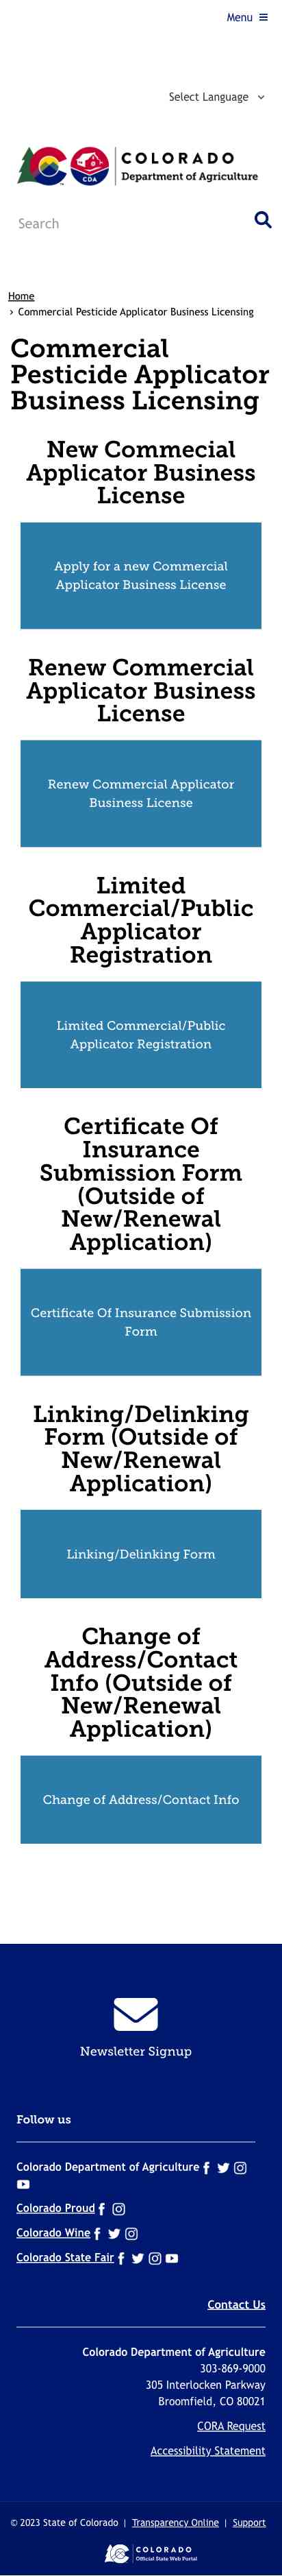 Menu
Select Language
COLORADO
Department of Agriculture
CDA
Search
Home
› Commercial Pesticide Applicator Business Licensing
Commercial
Pesticide Applicator
Business Licensing
New Commercial
Applicator Business
License
Apply for a new Commercial
Applicator Business License
Renew Commercial
Applicator Business
License
Renew Commercial Applicator
Business License
Limited
Commercial/Public
Applicator
Registration
Limited Commercial/Public
Applicator Registration
Certificate Of
Insurance
Submission Form
(Outside of
New/Renewal
Application)
Certificate Of Insurance Submission
Form
Linking/Delinking
Form (Outside of
New/Renewal
Application)
Linking/Delinking Form
Change of
Address/Contact
Info (Outside of
New/Renewal
Application)
Change of Address/Contact Info
Newsletter Signup
Follow us
Colorado Department of Agriculture
Colorado Proud
Colorado Wine
Colorado State Fair
Contact Us
Colorado Department of Agriculture
303-869-9000
305 Interlocken Parkway
Broomfield, CO 80021
CORA Request
Accessibility Statement
© 2023 State of Colorado | Transparency Online | Support
COLORADO
Official State Web Portal